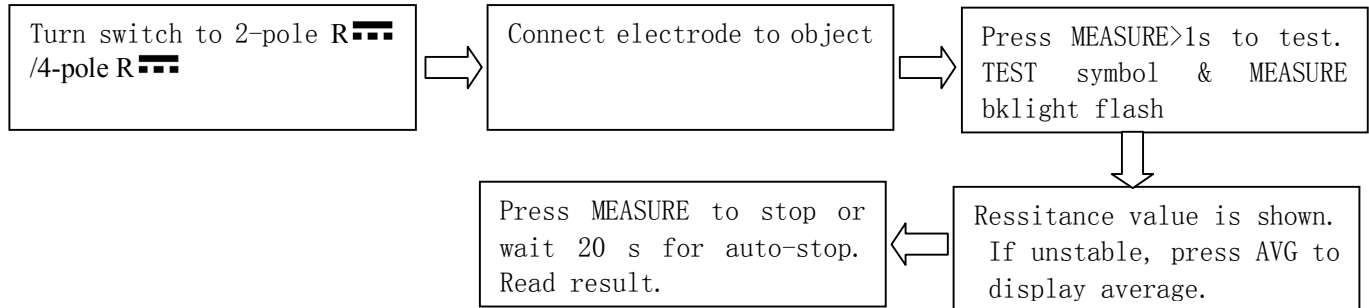 Turn switch to 2-pole R⎓
/4-pole R⎓
Connect electrode to object
Press MEASURE>1s to test.
TEST symbol & MEASURE
bklight flash
Ressitance value is shown.
If unstable, press AVG to
display average.
Press MEASURE to stop or
wait 20 s for auto-stop.
Read result.